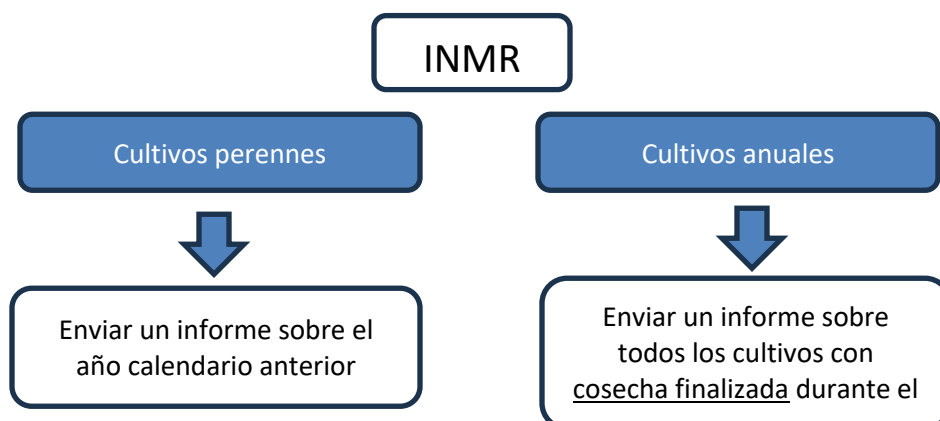 INMR
Cultivos perennes
Cultivos anuales
Enviar un informe sobre el
año calendario anterior
Enviar un informe sobre
todos los cultivos con
cosecha finalizada durante el